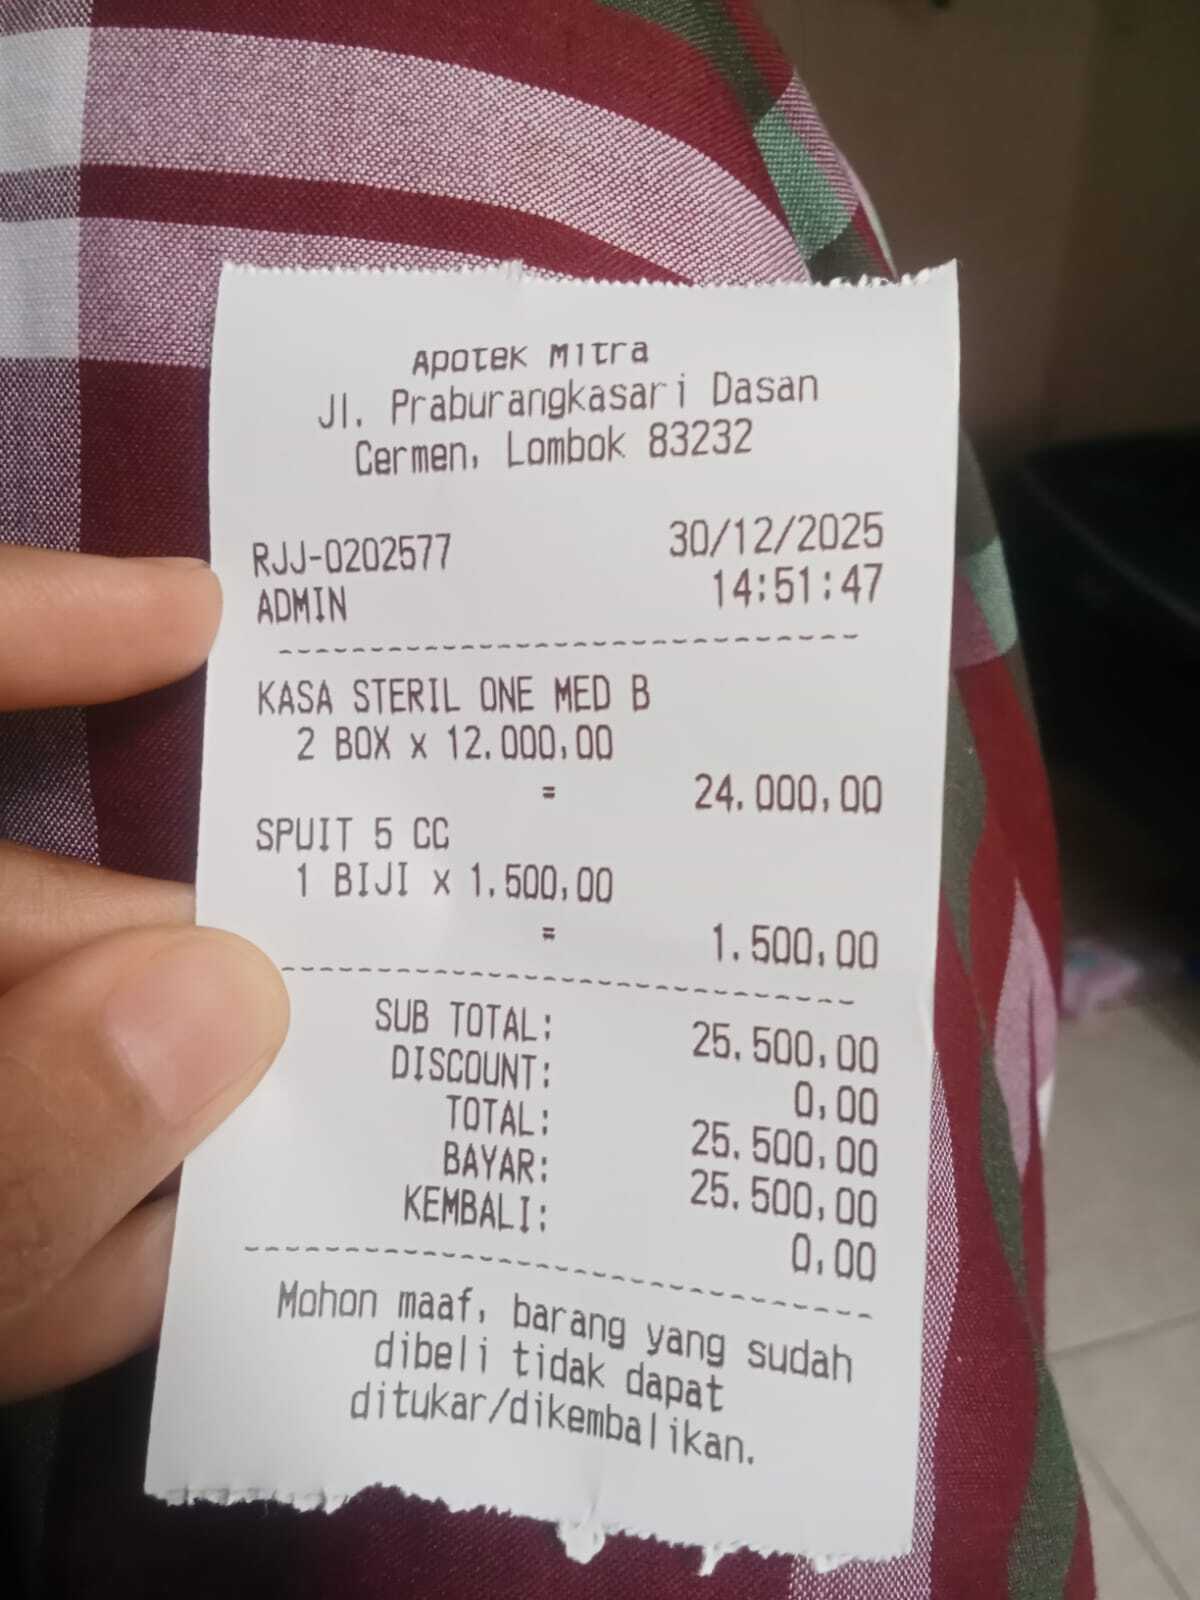 Apotek Mitra
Jl. Praburangkasari Dasan
Cermen, Lombok 83232
RJJ-0202577 30/12/2025
ADMIN 14:51:47
--------------------------------
KASA STERIL ONE MED B
2 BOX x 12.000,00
= 24.000,00
SPUIT 5 CC
1 BIJI x 1.500,00
= 1.500,00
--------------------------------
SUB TOTAL: 25.500,00
DISCOUNT: 0,00
TOTAL: 25.500,00
BAYAR: 25.500,00
KEMBALI: 0,00
--------------------------------
Mohon maaf, barang yang sudah
dibeli tidak dapat
ditukar/dikembalikan.